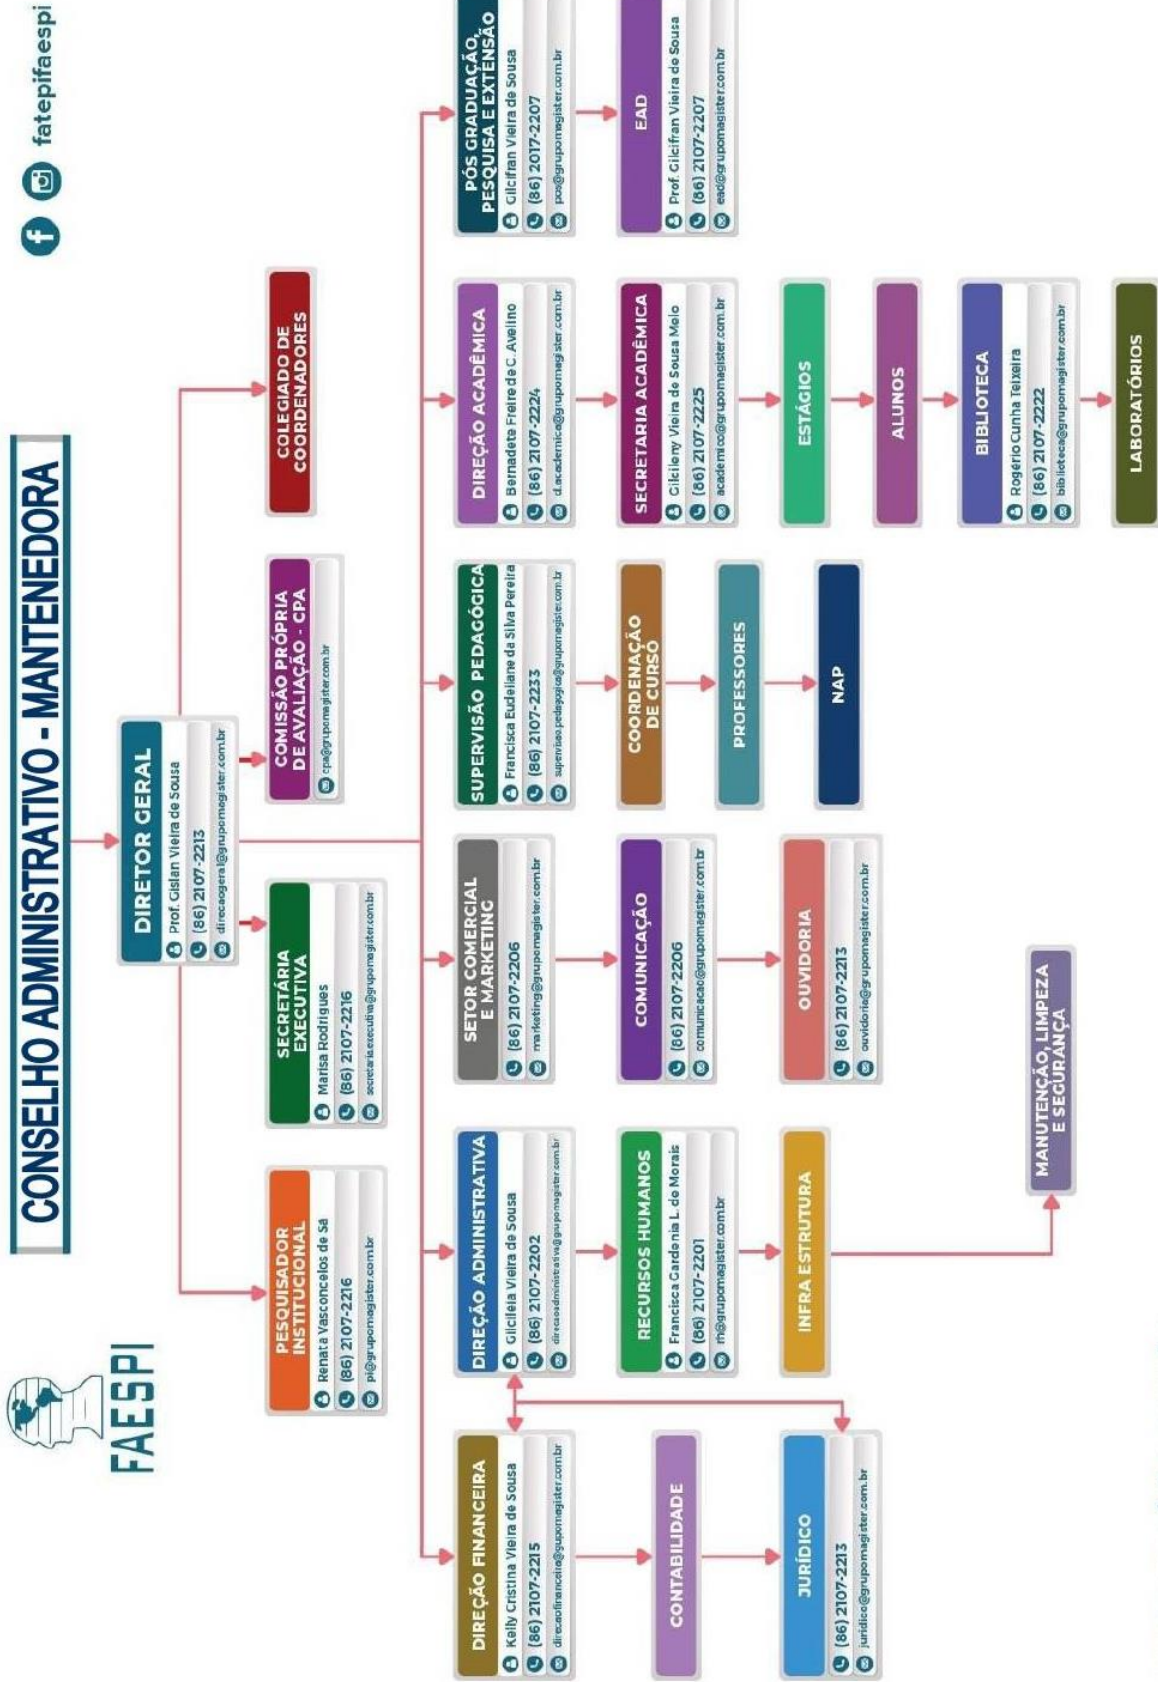 FAESPI
CONSELHO ADMINISTRATIVO - MANTENEDORA
fatepifaespi
DIRETOR GERAL
Prof. Gislan Vieira de Sousa
(86) 2107-2213
direcaogeral@grupomagister.com.br
PESQUISADOR
INSTITUCIONAL
Renata Vasconcelos de Sá
(86) 2107-2216
pi@grupomagister.com.br
SECRETÁRIA
EXECUTIVA
Marisa Rodrigues
(86) 2107-2216
secretariaexecutiva@grupomagister.com.br
COMISSÃO PRÓPRIA
DE AVALIAÇÃO - CPA
cpa@grupomagister.com.br
COLEGIADO DE
COORDENADORES
DIREÇÃO FINANCEIRA
Kelly Cristina Vieira de Sousa
(86) 2107-2215
direcaofinanceira@grupomagister.com.br
CONTABILIDADE
JURÍDICO
(86) 2107-2213
juridico@grupomagister.com.br
DIREÇÃO ADMINISTRATIVA
Gilcileia Vieira de Sousa
(86) 2107-2202
direcaoadministrativa@grupomagister.com.br
RECURSOS HUMANOS
Francisca Gardenia L. de Morais
(86) 2107-2201
rh@grupomagister.com.br
INFRA ESTRUTURA
MANUTENÇÃO, LIMPEZA
E SEGURANÇA
SETOR COMERCIAL
E MARKETING
(86) 2107-2206
marketing@grupomagister.com.br
COMUNICAÇÃO
(86) 2107-2206
comunicacao@grupomagister.com.br
OUVIDORIA
(86) 2107-2213
ouvidoria@grupomagister.com.br
SUPERVISÃO PEDAGÓGICA
Francisca Eudeilane da Silva Pereira
(86) 2107-2233
supervisao.pedagogica@grupomagister.com.br
COORDENAÇÃO
DE CURSO
PROFESSORES
NAP
DIREÇÃO ACADÊMICA
Bernadete Freire de C. Avelino
(86) 2107-2224
d.academica@grupomagister.com.br
SECRETARIA ACADÊMICA
Gilcileny Vieira de Sousa Melo
(86) 2107-2225
academico@grupomagister.com.br
ESTÁGIOS
ALUNOS
BIBLIOTECA
Rogério Cunha Teixeira
(86) 2107-2222
biblioteca@grupomagister.com.br
LABORATÓRIOS
PÓS GRADUAÇÃO,
PESQUISA E EXTENSÃO
Gilcifran Vieira de Sousa
(86) 2017-2207
pos@grupomagister.com.br
EAD
Prof. Gilcifran Vieira de Sousa
(86) 2107-2207
ead@grupomagister.com.br